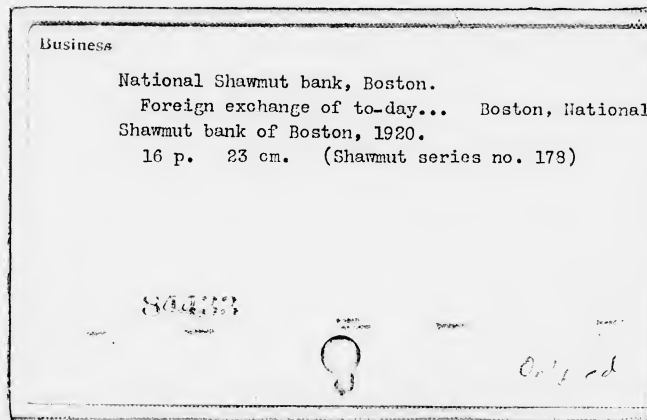 Business
National Shawmut bank, Boston.
Foreign exchange of to-day... Boston, National
Shawmut bank of Boston, 1920.
16 p. 23 cm. (Shawmut series no. 178)